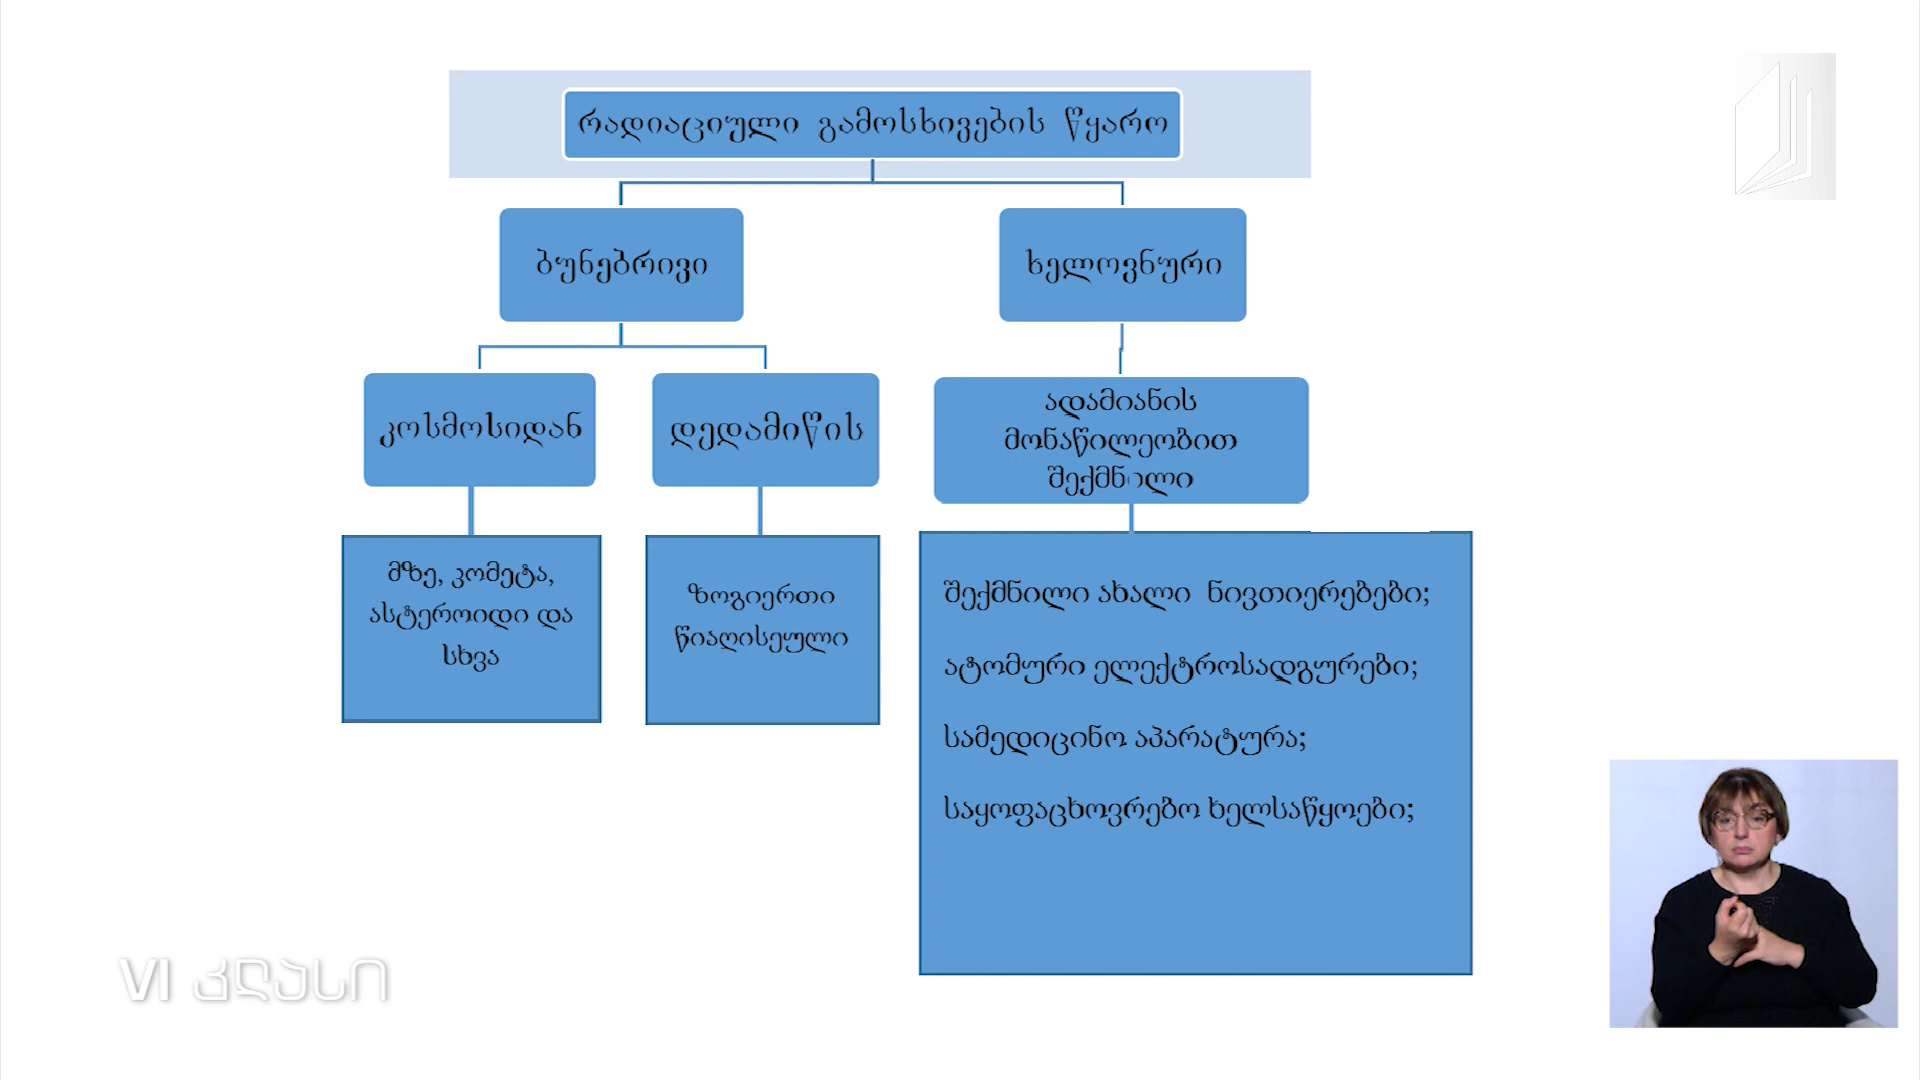 რადიაციული გამოსხივების წყარო
ბუნებრივი
ხელოვნური
კოსმოსიდან
დედამიწის
ადამიანის
მონაწილეობით
შექმნილი
მზე, კომეტა,
ასტეროიდი და
სხვა
ზოგიერთი
წიაღისეული
შექმნილი ახალი ნივთიერებები;
ატომური ელექტროსადგურები;
სამედიცინო აპარატურა;
საყოფაცხოვრებო ხელსაწყოები;
VI კლასი